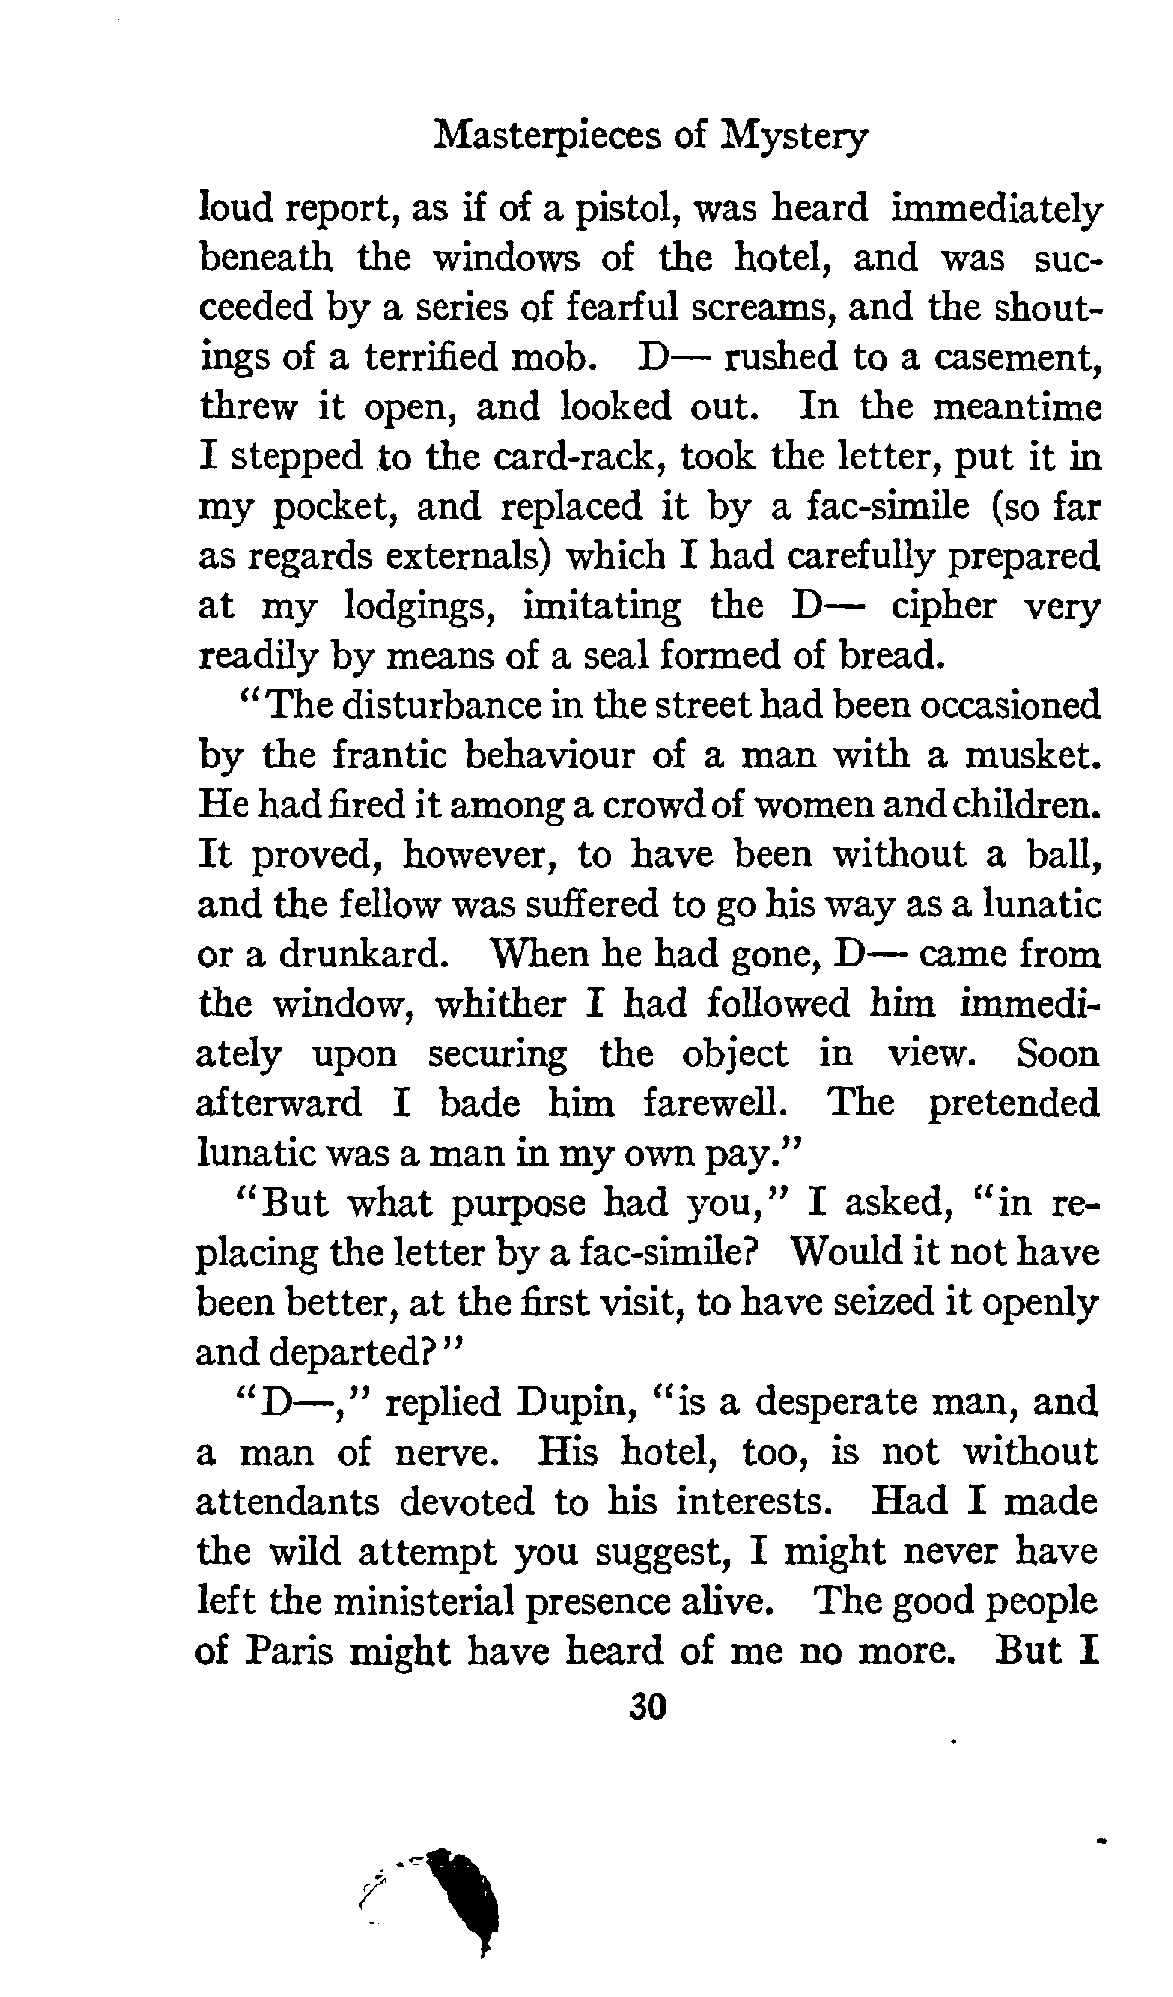 Masterpieces of Mystery
loud report, as if of a pistol, was heard immediately
beneath the windows of the hotel, and was suc-
ceeded by a series of fearful screams, and the shout-
ings of a terrified mob. D— rushed to a casement,
threw it open, and looked out. In the meantime
I stepped to the card-rack, took the letter, put it in
my pocket, and replaced it by a fac-simile (so far
as regards externals) which I had carefully prepared
at my lodgings, imitating the D— cipher very
readily by means of a seal formed of bread.
"The disturbance in the street had been occasioned
by the frantic behaviour of a man with a musket.
He had fired it among a crowd of women and children.
It proved, however, to have been without a ball,
and the fellow was suffered to go his way as a lunatic
or a drunkard. When he had gone, D— came from
the window, whither I had followed him immedi-
ately upon securing the object in view. Soon
afterward I bade him farewell. The pretended
lunatic was a man in my own pay."
"But what purpose had you," I asked, "in re-
placing the letter by a fac-simile? Would it not have
been better, at the first visit, to have seized it openly
and departed?"
"D—," replied Dupin, "is a desperate man, and
a man of nerve. His hotel, too, is not without
attendants devoted to his interests. Had I made
the wild attempt you suggest, I might never have
left the ministerial presence alive. The good people
of Paris might have heard of me no more. But I
30